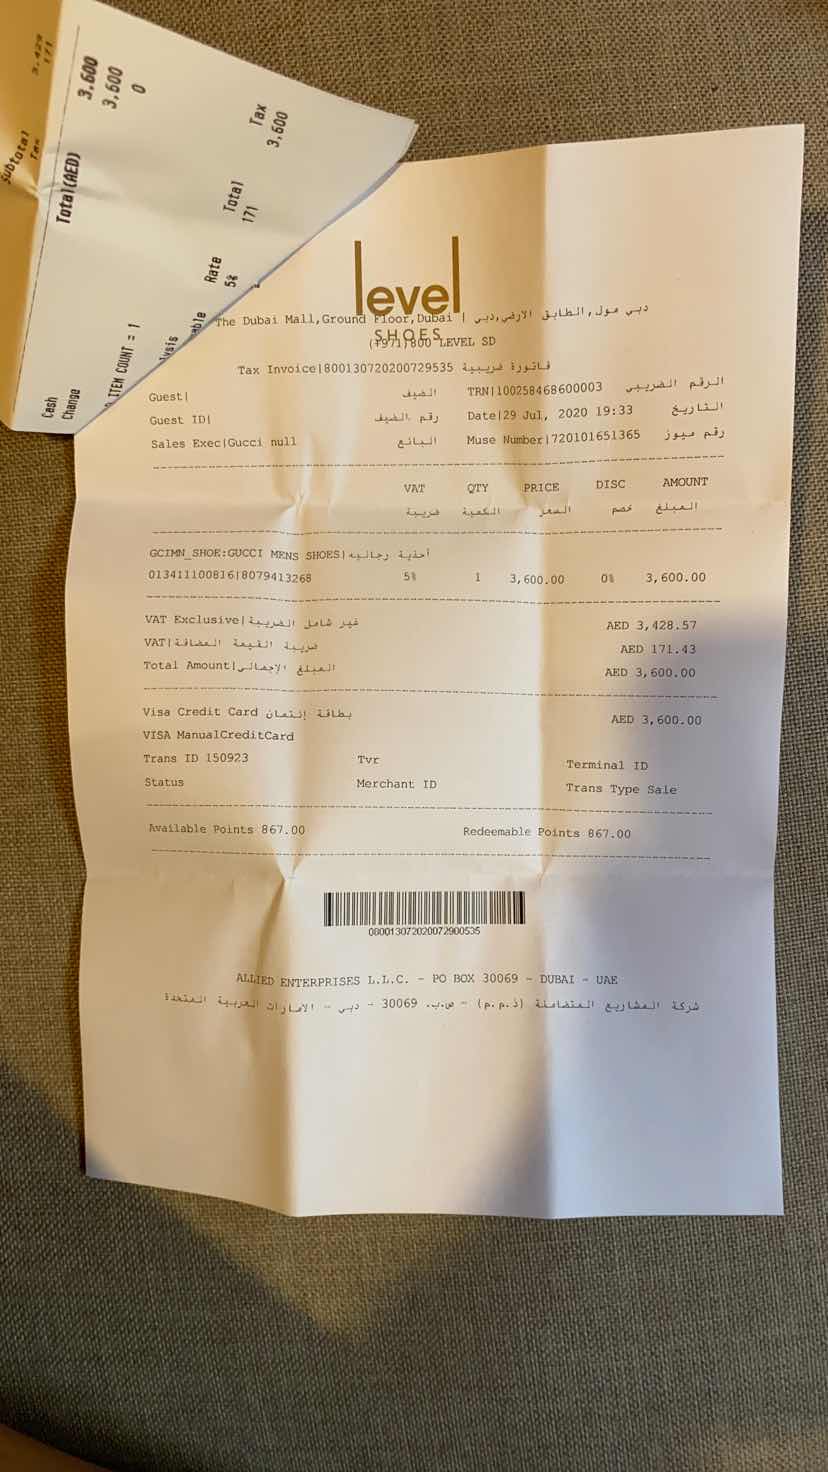 3,429
171
Subtotal
Tax
Total(AED) 3,600
3,600
Cash
Change 0
ITEM COUNT = 1
Rate Total Tax
5% 171 3,600
level
SHOES
The Dubai Mall,Ground Floor,Dubai | دبي مول,الطابق الارضي,دبي
(+971)800 LEVEL SD
Tax Invoice|800130720200729535 فاتورة ضريبية
Guest| الضيف TRN|100258468600003 الرقم الضريبي
Guest ID| رقم الضيف Date|29 Jul, 2020 19:33 التاريخ
Sales Exec|Gucci null البائع Muse Number|720101651365 رقم ميوز
VAT QTY PRICE DISC AMOUNT
ضريبة الكمية السعر خصم المبلغ
GCIMN_SHOE:GUCCI MENS SHOES|أحذية رجاليه
013411100816|8079413268 5% 1 3,600.00 0% 3,600.00
VAT Exclusive|غير شامل الضريبة AED 3,428.57
VAT|ضريبة القيمة المضافة AED 171.43
Total Amount|المبلغ الإجمالي AED 3,600.00
Visa Credit Card بطاقة إئتمان AED 3,600.00
VISA ManualCreditCard
Trans ID 150923 Tvr Terminal ID
Status Merchant ID Trans Type Sale
Available Points 867.00 Redeemable Points 867.00
080013072020072900535
ALLIED ENTERPRISES L.L.C. - PO BOX 30069 - DUBAI - UAE
شركة المشاريع المتضامنة (ذ.م.م) - ص.ب. 30069 - دبي - الامارات العربية المتحدة